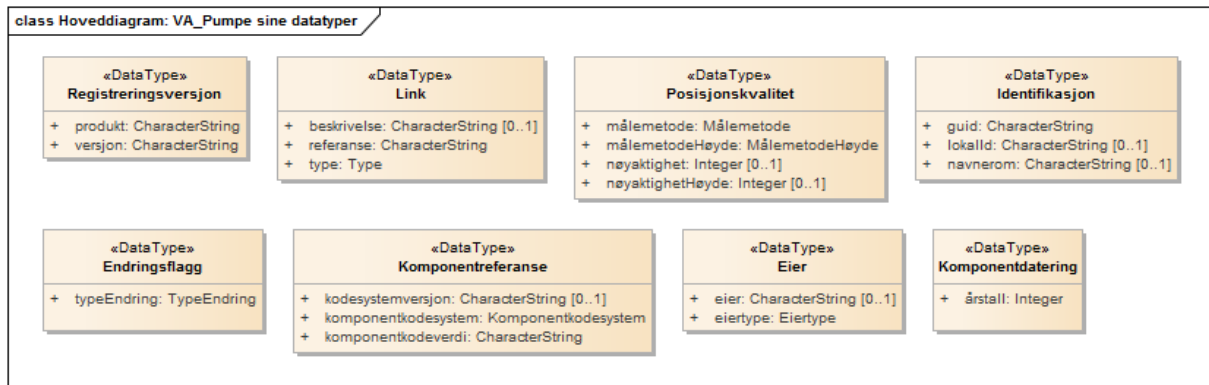 class Hoveddiagram: VA_Pumpe sine datatyper
«DataType»
Registreringsversjon
+ produkt: CharacterString
+ versjon: CharacterString
«DataType»
Link
+ beskrivelse: CharacterString [0..1]
+ referanse: CharacterString
+ type: Type
«DataType»
Posisjonskvalitet
+ målemetode: Målemetode
+ målemetodeHøyde: MålemetodeHøyde
+ nøyaktighet: Integer [0..1]
+ nøyaktighetHøyde: Integer [0..1]
«DataType»
Identifikasjon
+ guid: CharacterString
+ lokalId: CharacterString [0..1]
+ navnerom: CharacterString [0..1]
«DataType»
Endringsflagg
+ typeEndring: TypeEndring
«DataType»
Komponentreferanse
+ kodesystemversjon: CharacterString [0..1]
+ komponentkodesystem: Komponentkodesystem
+ komponentkodeverdi: CharacterString
«DataType»
Eier
+ eier: CharacterString [0..1]
+ eiertype: Eiertype
«DataType»
Komponentdatering
+ årstall: Integer